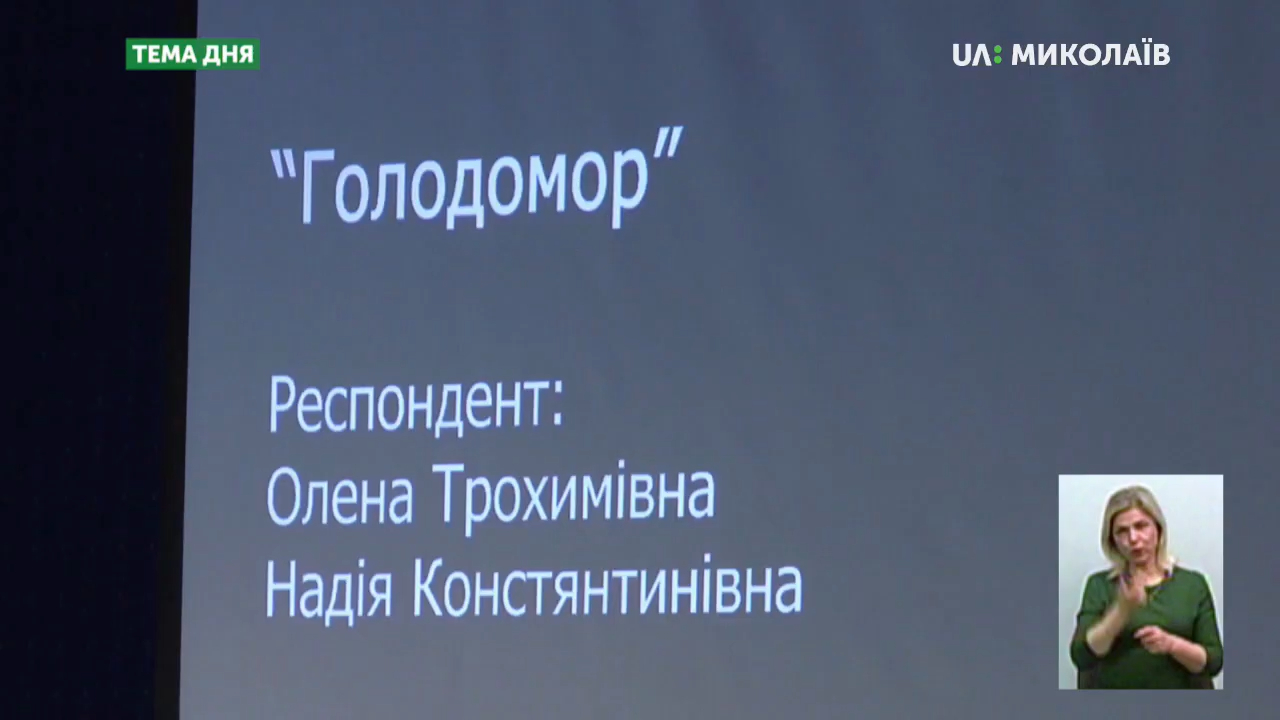 ТЕМА ДНЯ
UA: МИКОЛАЇВ
“Голодомор”
Респондент:
Олена Трохимівна
Надія Констянтинівна